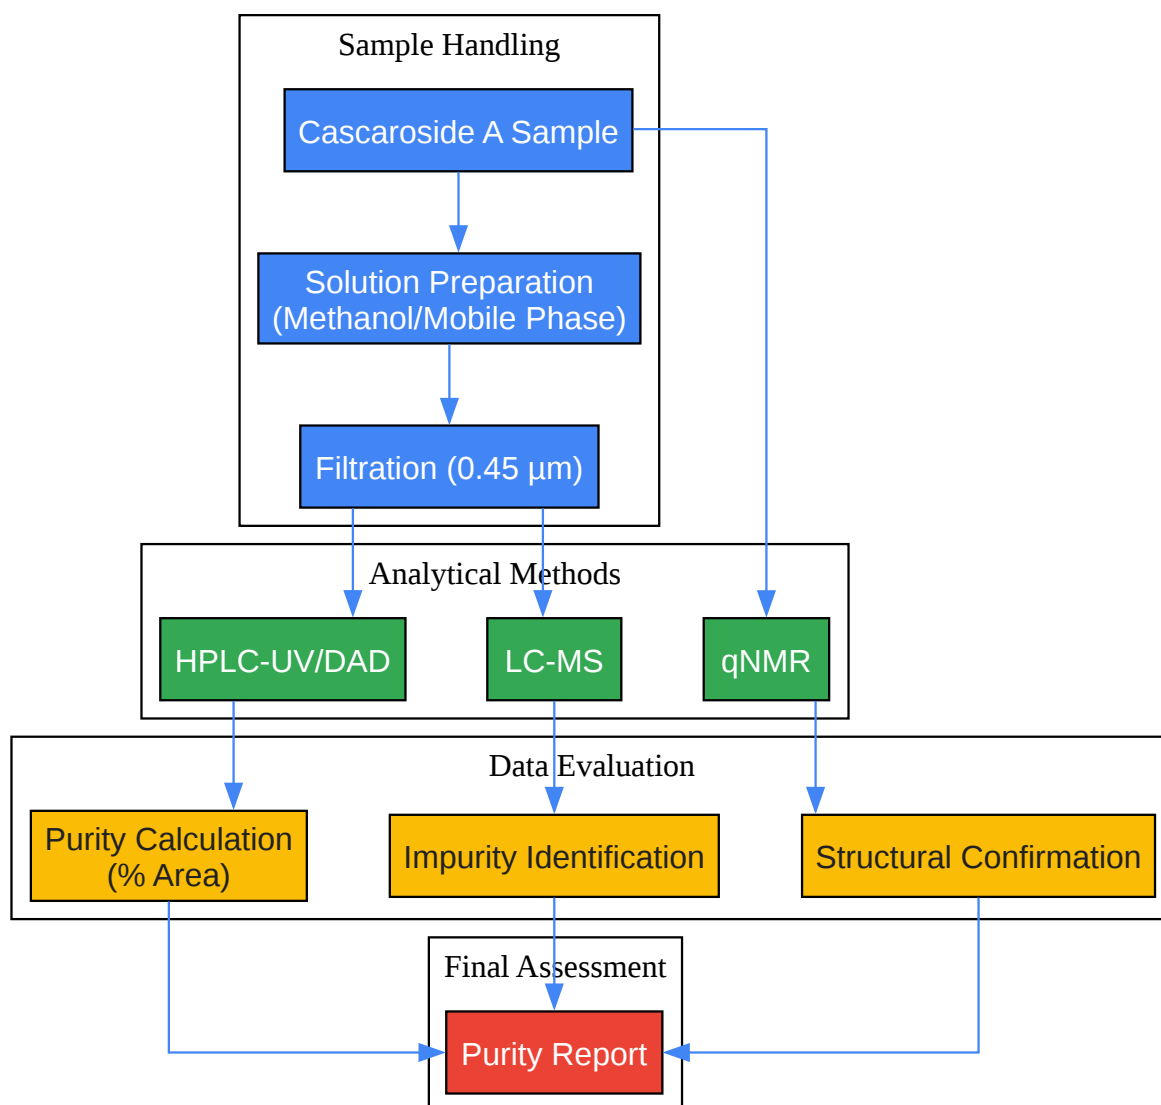 Sample Handling
Cascaroside A Sample
Solution Preparation
(Methanol/Mobile Phase)
Filtration (0.45 µm)
Analytical Methods
HPLC-UV/DAD
LC-MS
qNMR
Data Evaluation
Purity Calculation
(% Area)
Impurity Identification
Structural Confirmation
Final Assessment
Purity Report